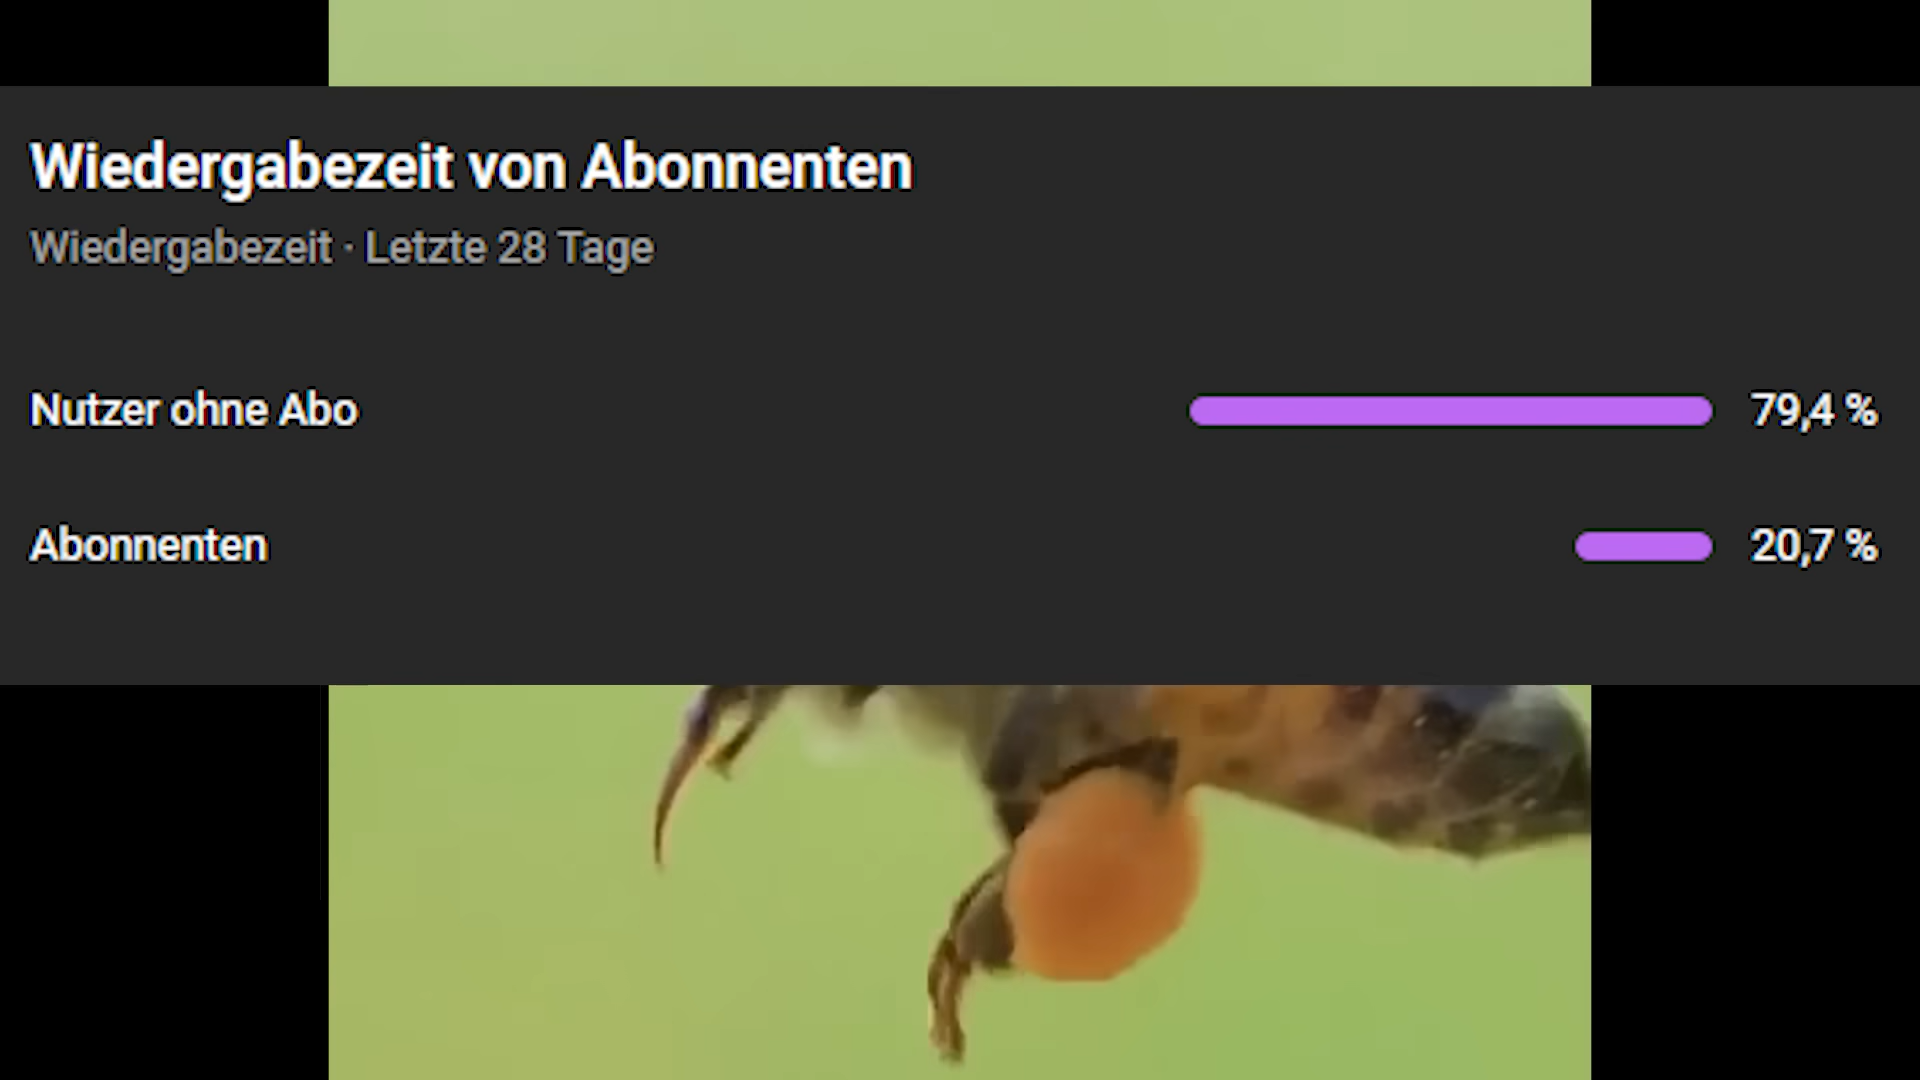 Wiedergabezeit von Abonnenten
Wiedergabezeit · Letzte 28 Tage
Nutzer ohne Abo 79,4 %
Abonnenten 20,7 %